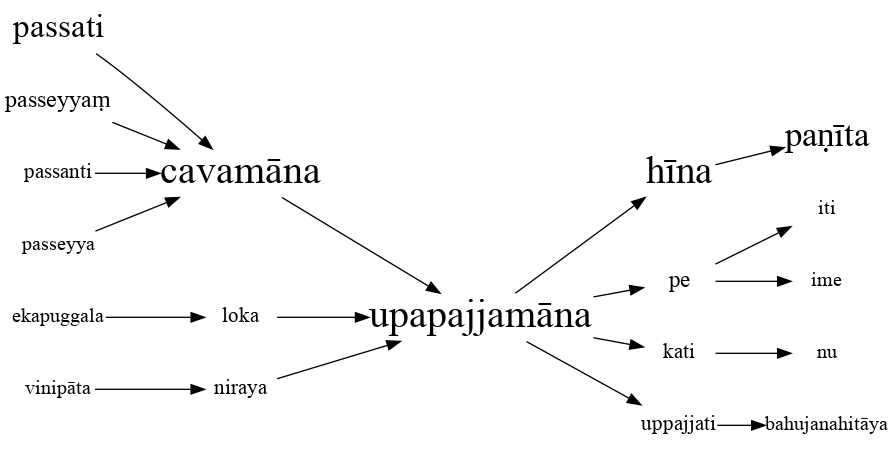 passati
passeyyaṃ
passanti
passeyya
ekapuggala
vinipāta
cavamāna
loka
niraya
upapajjamāna
hīna
pe
kati
uppajjati
paṇīta
iti
ime
nu
bahujanahitāya